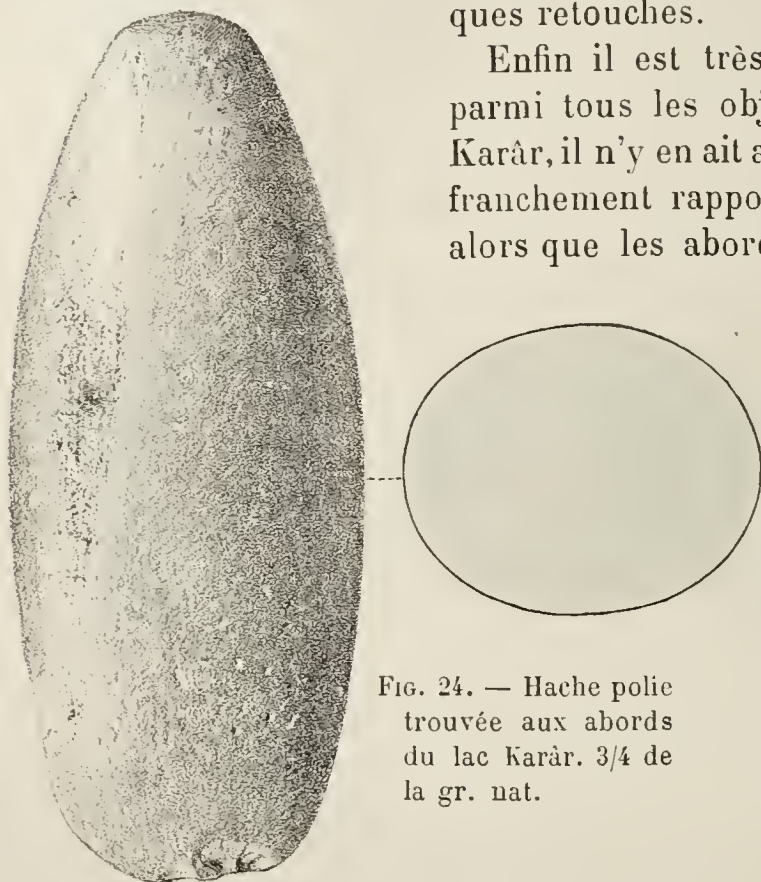 ques retouches.
Enfin il est très
parmi tous les obj
Karâr, il n'y en ait a
franchement rappo
alors que les abord
FIG. 24. — Hache polie
trouvée aux abords
du lac Karâr. 3/4 de
la gr. nat.